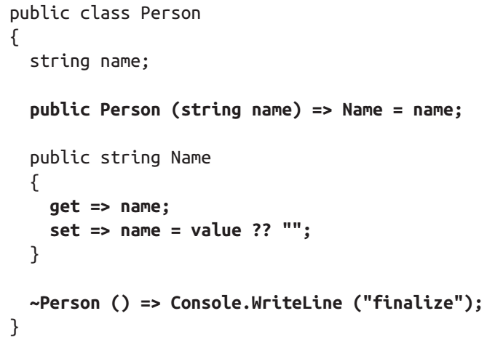 public class Person
{
  string name;

  public Person (string name) => Name = name;

  public string Name
  {
    get => name;
    set => name = value ?? "";
  }

  ~Person () => Console.WriteLine ("finalize");
}